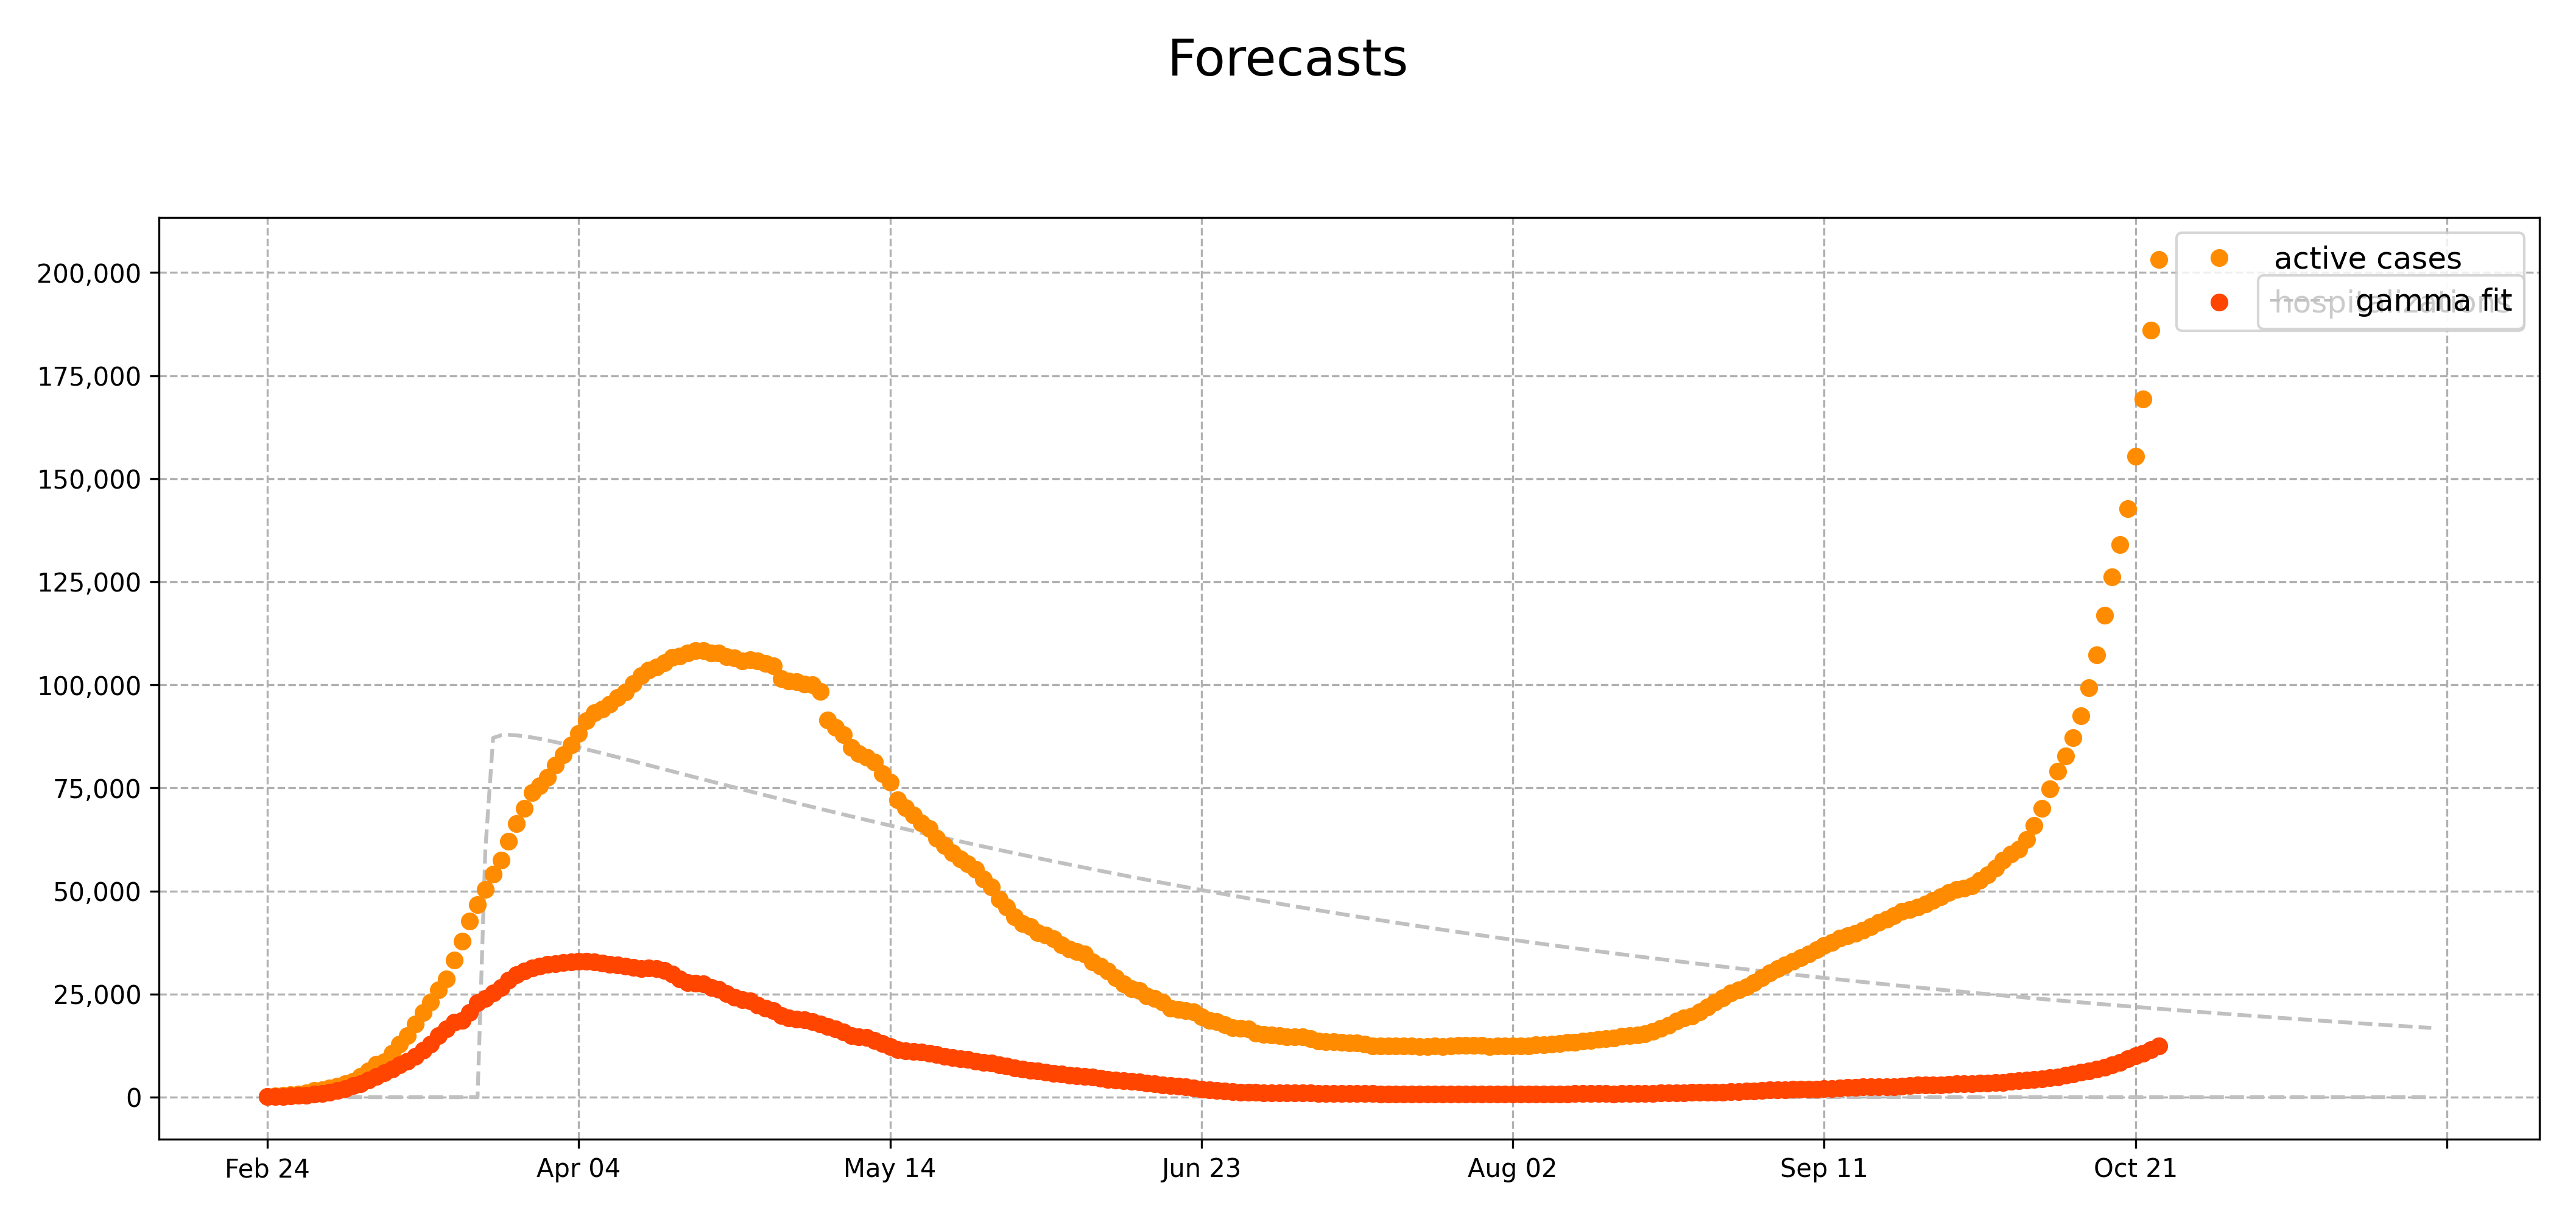 Forecasts
200,000
175,000
150,000
125,000
100,000
75,000
50,000
25,000
0
active cases
hospitalizations
gamma fit
Feb 24
Apr 04
May 14
Jun 23
Aug 02
Sep 11
Oct 21